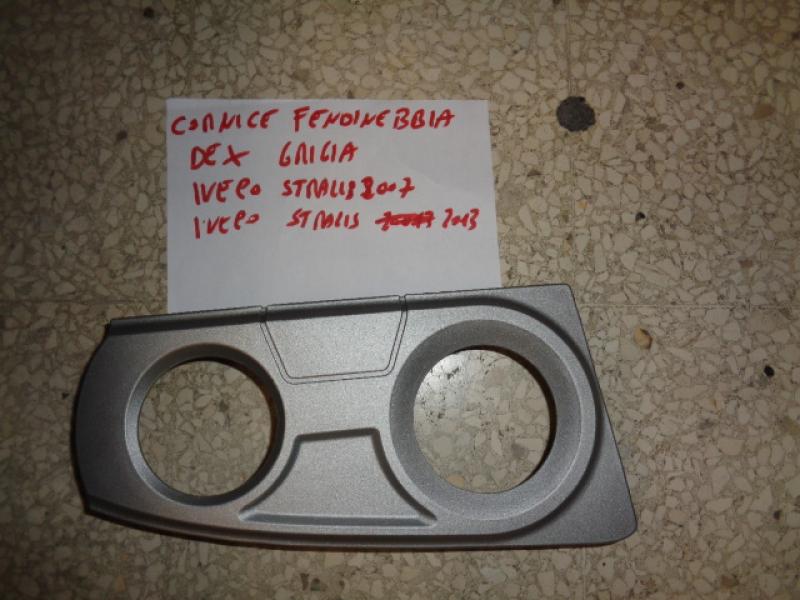 CORNICE FENDINEBBIA
DEX GRIGIA
IVECO STRALIS 2007
IVECO STRALIS 2013